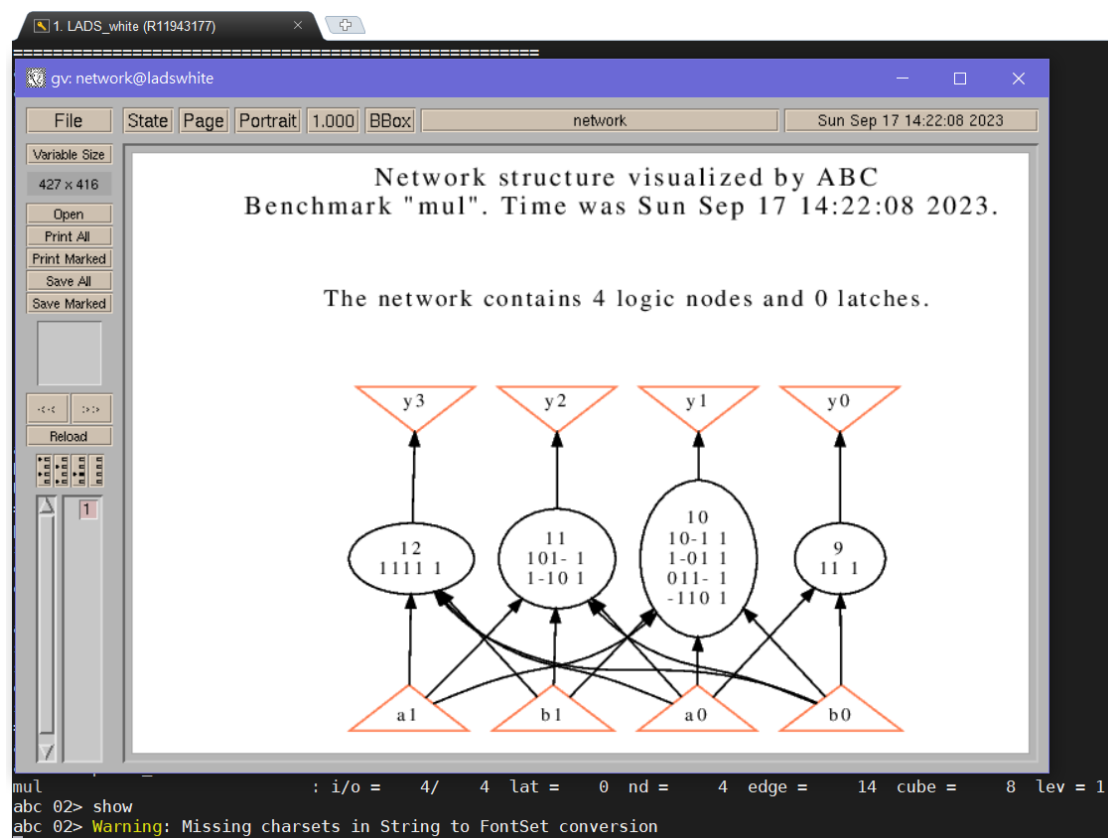 1. LADS_white (R11943177)
==================================================
gv: network@ladswhite
File State Page Portrait 1.000 BBox network Sun Sep 17 14:22:08 2023
Variable Size
427 x 416
Open
Print All
Print Marked
Save All
Save Marked
Reload
1
Network structure visualized by ABC
Benchmark "mul". Time was Sun Sep 17 14:22:08 2023.
The network contains 4 logic nodes and 0 latches.
y3 y2 y1 y0
12
1111 1
11
101- 1
1-10 1
10
10-1 1
1-01 1
011- 1
-110 1
9
11 1
a1 b1 a0 b0
mul : i/o = 4/ 4 lat = 0 nd = 4 edge = 14 cube = 8 lev = 1
abc 02> show
abc 02> Warning: Missing charsets in String to FontSet conversion